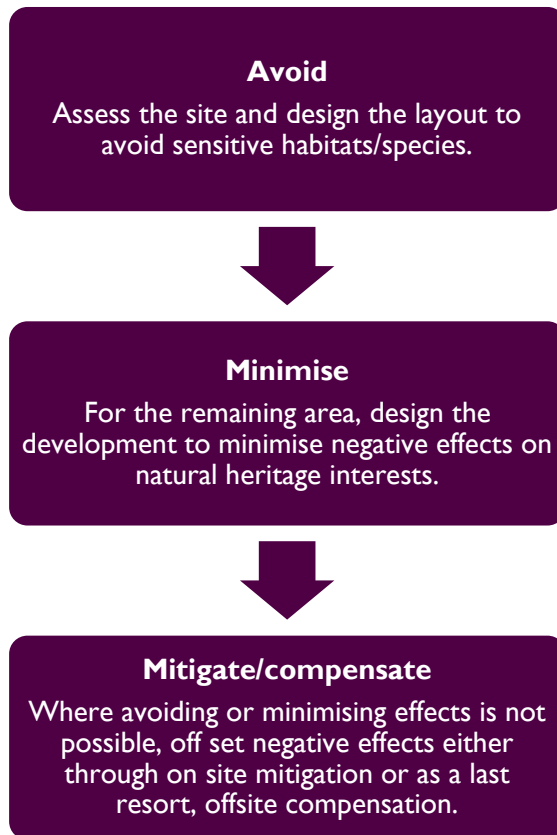 Avoid
Assess the site and design the layout to
avoid sensitive habitats/species.
Minimise
For the remaining area, design the
development to minimise negative effects on
natural heritage interests.
Mitigate/compensate
Where avoiding or minimising effects is not
possible, off set negative effects either
through on site mitigation or as a last
resort, offsite compensation.